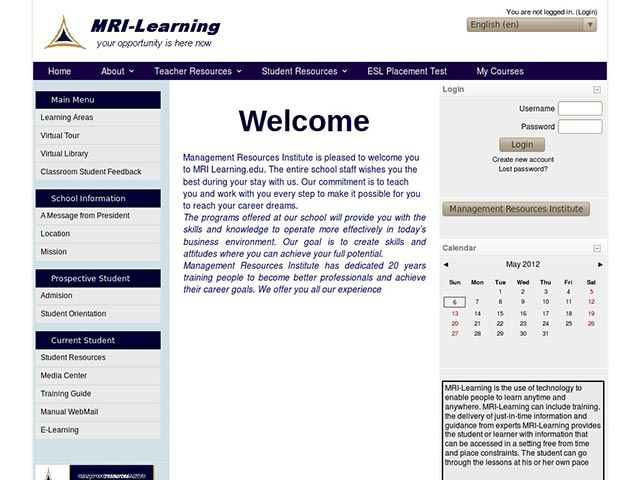 MRI-Learning
your opportunity is here now
You are not logged in. (Login)
English (en)
Home About Teacher Resources Student Resources ESL Placement Test My Courses
Main Menu
Learning Areas
Virtual Tour
Virtual Library
Classroom Student Feedback
School Information
A Message from President
Location
Mission
Prospective Student
Admision
Student Orientation
Current Student
Student Resources
Media Center
Training Guide
Manual WebMail
E-Learning
managementresourcesinstitute
Welcome
Management Resources Institute is pleased to welcome you
to MRI Learning.edu. The entire school staff wishes you the
best during your stay with us. Our commitment is to teach
you and work with you every step to make it possible for you
to reach your career dreams.
The programs offered at our school will provide you with the
skills and knowledge to operate more effectively in today's
business environment. Our goal is to create skills and
attitudes where you can achieve your full potential.
Management Resources Institute has dedicated 20 years
training people to become better professionals and achieve
their career goals. We offer you all our experience
Login
Username
Password
Login
Create new account
Lost password?
Management Resources Institute
Calendar
◄ May 2012 ►
Sun Mon Tue Wed Thu Fri Sat
1 2 3 4 5
6 7 8 9 10 11 12
13 14 15 16 17 18 19
20 21 22 23 24 25 26
27 28 29 30 31
MRI-Learning is the use of technology to
enable people to learn anytime and
anywhere. MRI-Learning can include training,
the delivery of just-in-time information and
guidance from experts MRI-Learning provides
the student or learner with information that
can be accessed in a setting free from time
and place constraints. The student can go
through the lessons at his or her own pace